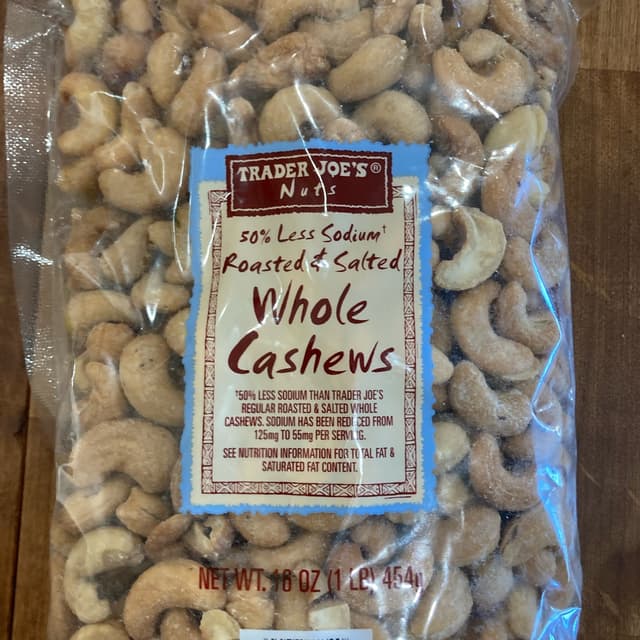 TRADER JOE'S®
Nuts
50% Less Sodium†
Roasted & Salted
Whole
Cashews
†50% LESS SODIUM THAN TRADER JOE'S
REGULAR ROASTED & SALTED WHOLE
CASHEWS. SODIUM HAS BEEN REDUCED FROM
125mg TO 55mg PER SERVING.
SEE NUTRITION INFORMATION FOR TOTAL FAT &
SATURATED FAT CONTENT.
NET WT. 16 OZ (1 LB) 454g